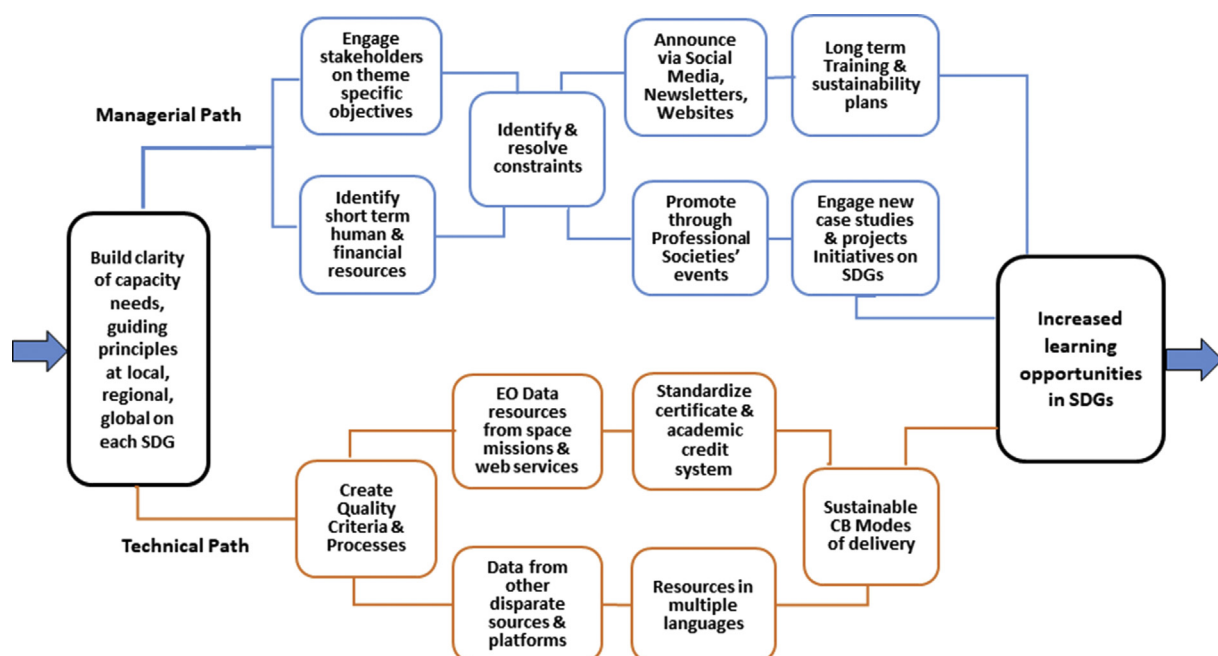 Managerial Path
Engage
stakeholders
on theme
specific
objectives
Identify
short term
human &
financial
resources
Identify &
resolve
constraints
Announce
via Social
Media,
Newsletters,
Websites
Long term
Training &
sustainability
plans
Promote
through
Professional
Societies’
events
Engage new
case studies
& projects
Initiatives on
SDGs
Build clarity
of capacity
needs,
guiding
principles
at local,
regional,
global on
each SDG
Increased
learning
opportunities
in SDGs
Technical Path
Create
Quality
Criteria &
Processes
EO Data
resources
from space
missions &
web services
Standardize
certificate &
academic
credit
system
Data from
other
disparate
sources &
platforms
Resources in
multiple
languages
Sustainable
CB Modes
of delivery